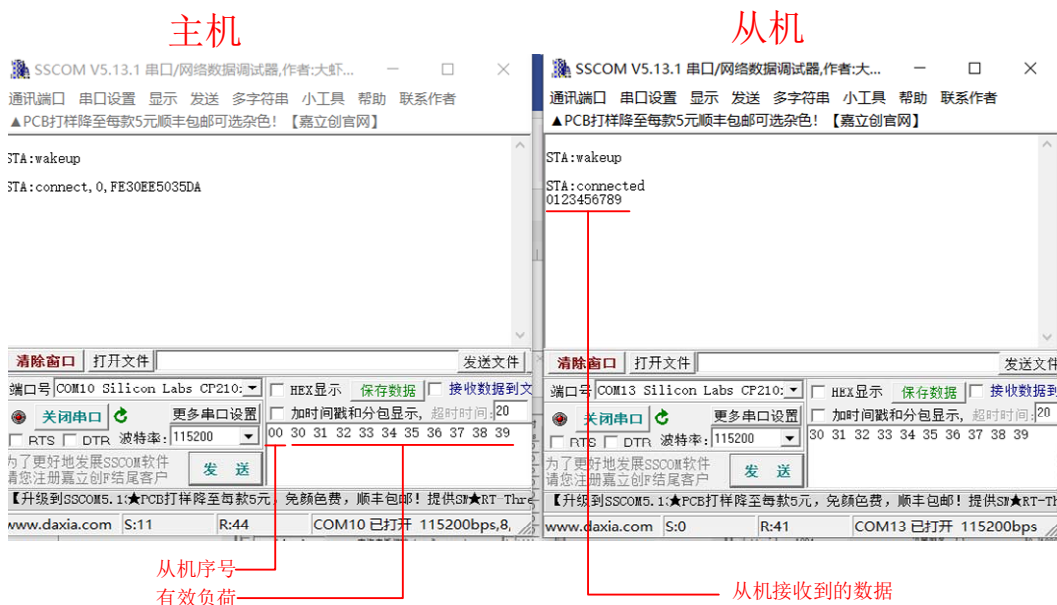 主机
从机
SSCOM V5.13.1 串口/网络数据调试器,作者:大虾...
通讯端口 串口设置 显示 发送 多字符串 小工具 帮助 联系作者
▲PCB打样降至每款5元顺丰包邮可选杂色！【嘉立创官网】
STA:wakeup
STA:connect,0,FE30EE5035DA
清除窗口 打开文件 发送文件
端口号 COM10 Silicon Labs CP210: HEX显示 保存数据 接收数据到文
关闭串口 更多串口设置 加时间戳和分包显示, 超时时间: 20
RTS DTR 波特率: 115200 00 30 31 32 33 34 35 36 37 38 39
为了更好地发展SSCOM软件
请您注册嘉立创F结尾客户
发 送
【升级到SSCOM5.1:★PCB打样降至每款5元，免颜色费，顺丰包邮！提供SM★RT-Thre
www.daxia.com S:11 R:44 COM10 已打开 115200bps,8,
SSCOM V5.13.1 串口/网络数据调试器,作者:大...
通讯端口 串口设置 显示 发送 多字符串 小工具 帮助 联系作者
▲PCB打样降至每款5元顺丰包邮可选杂色！【嘉立创官网】
STA:wakeup
STA:connected
0123456789
清除窗口 打开文件 发送文
端口号 COM13 Silicon Labs CP210: HEX显示 保存数据 接收数据到
关闭串口 更多串口设置 加时间戳和分包显示, 超时时间: 20
RTS DTR 波特率: 115200 30 31 32 33 34 35 36 37 38 39
为了更好地发展SSCOM软件
请您注册嘉立创F结尾客户
发 送
【升级到SSCOM5.1:★PCB打样降至每款5元，免颜色费，顺丰包邮！提供SM★RT-Th
www.daxia.com S:0 R:41 COM13 已打开 115200bps
从机序号
有效负荷
从机接收到的数据